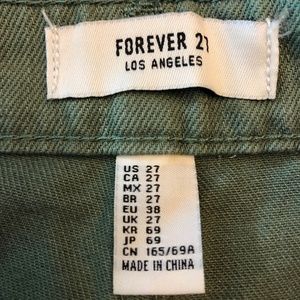 FOREVER 21
LOS ANGELES
US 27
CA 27
MX 27
BR 27
EU 38
UK 27
KR 69
JP 69
CN 165/69A
MADE IN CHINA